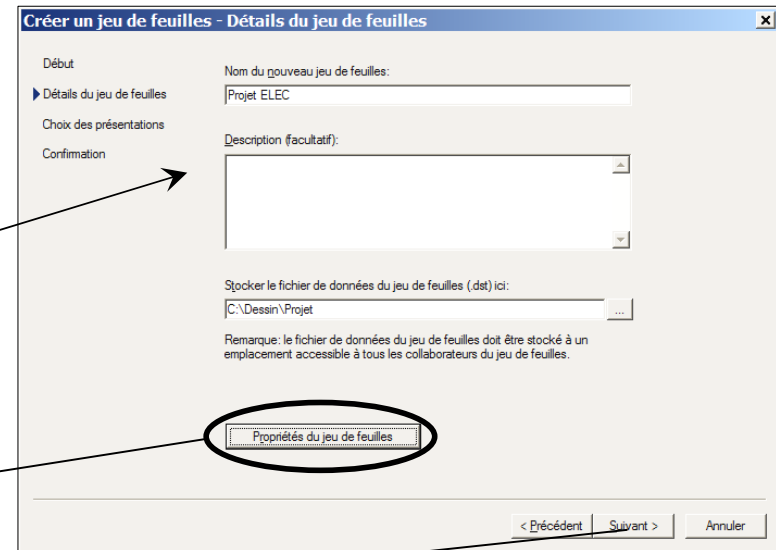 Créer un jeu de feuilles - Détails du jeu de feuilles
Début
Détails du jeu de feuilles
Choix des présentations
Confirmation
Nom du nouveau jeu de feuilles:
Projet ELEC
Description (facultatif):
Stocker le fichier de données du jeu de feuilles (.dst) ici:
C:\Dessin\Projet
...
Remarque: le fichier de données du jeu de feuilles doit être stocké à un
emplacement accessible à tous les collaborateurs du jeu de feuilles.
Propriétés du jeu de feuilles
< Précédent
Suivant >
Annuler